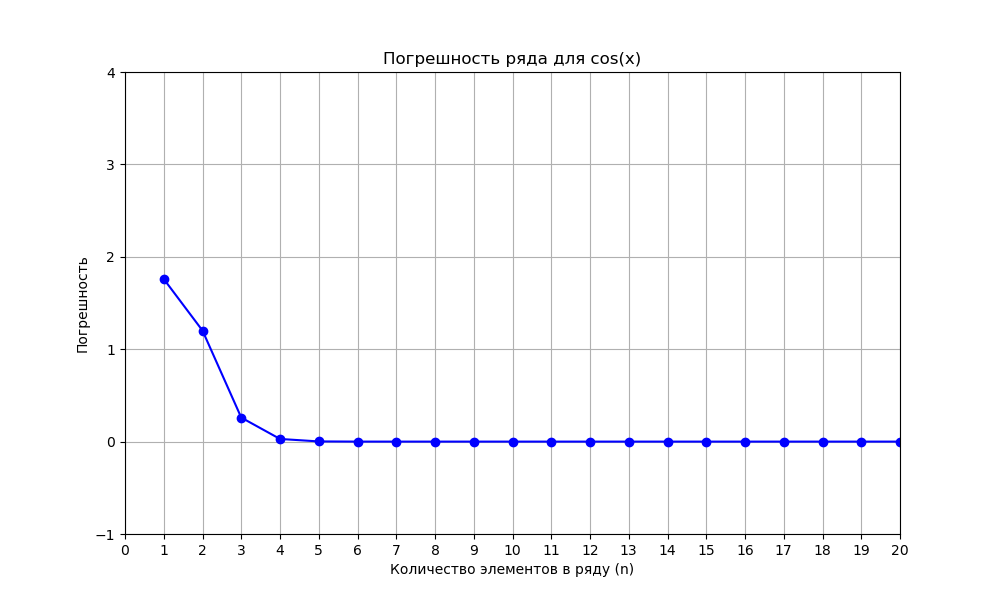 Погрешность ряда для cos(x)
4
3
2
1
0
−1
Погрешность
0 1 2 3 4 5 6 7 8 9 10 11 12 13 14 15 16 17 18 19 20
Количество элементов в ряду (n)